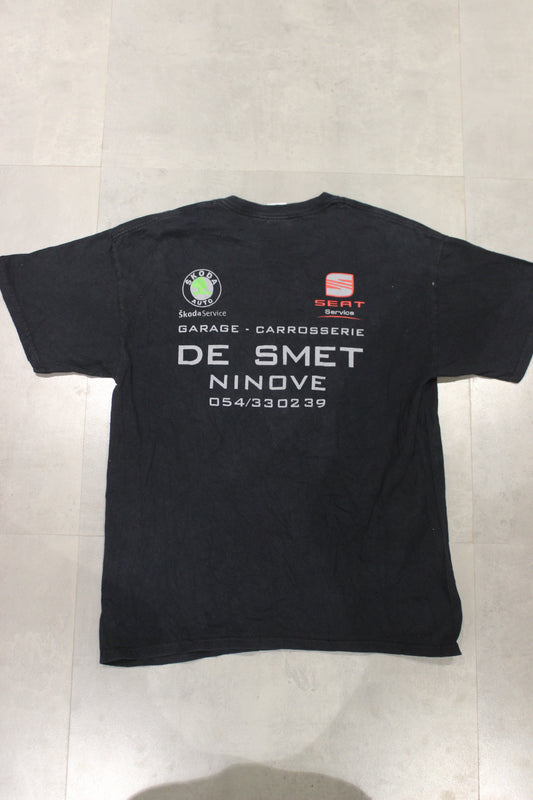 ŠKODA
AUTO
ŠkodaService
SEAT
Service
GARAGE - CARROSSERIE
DE SMET
NINOVE
054/330239